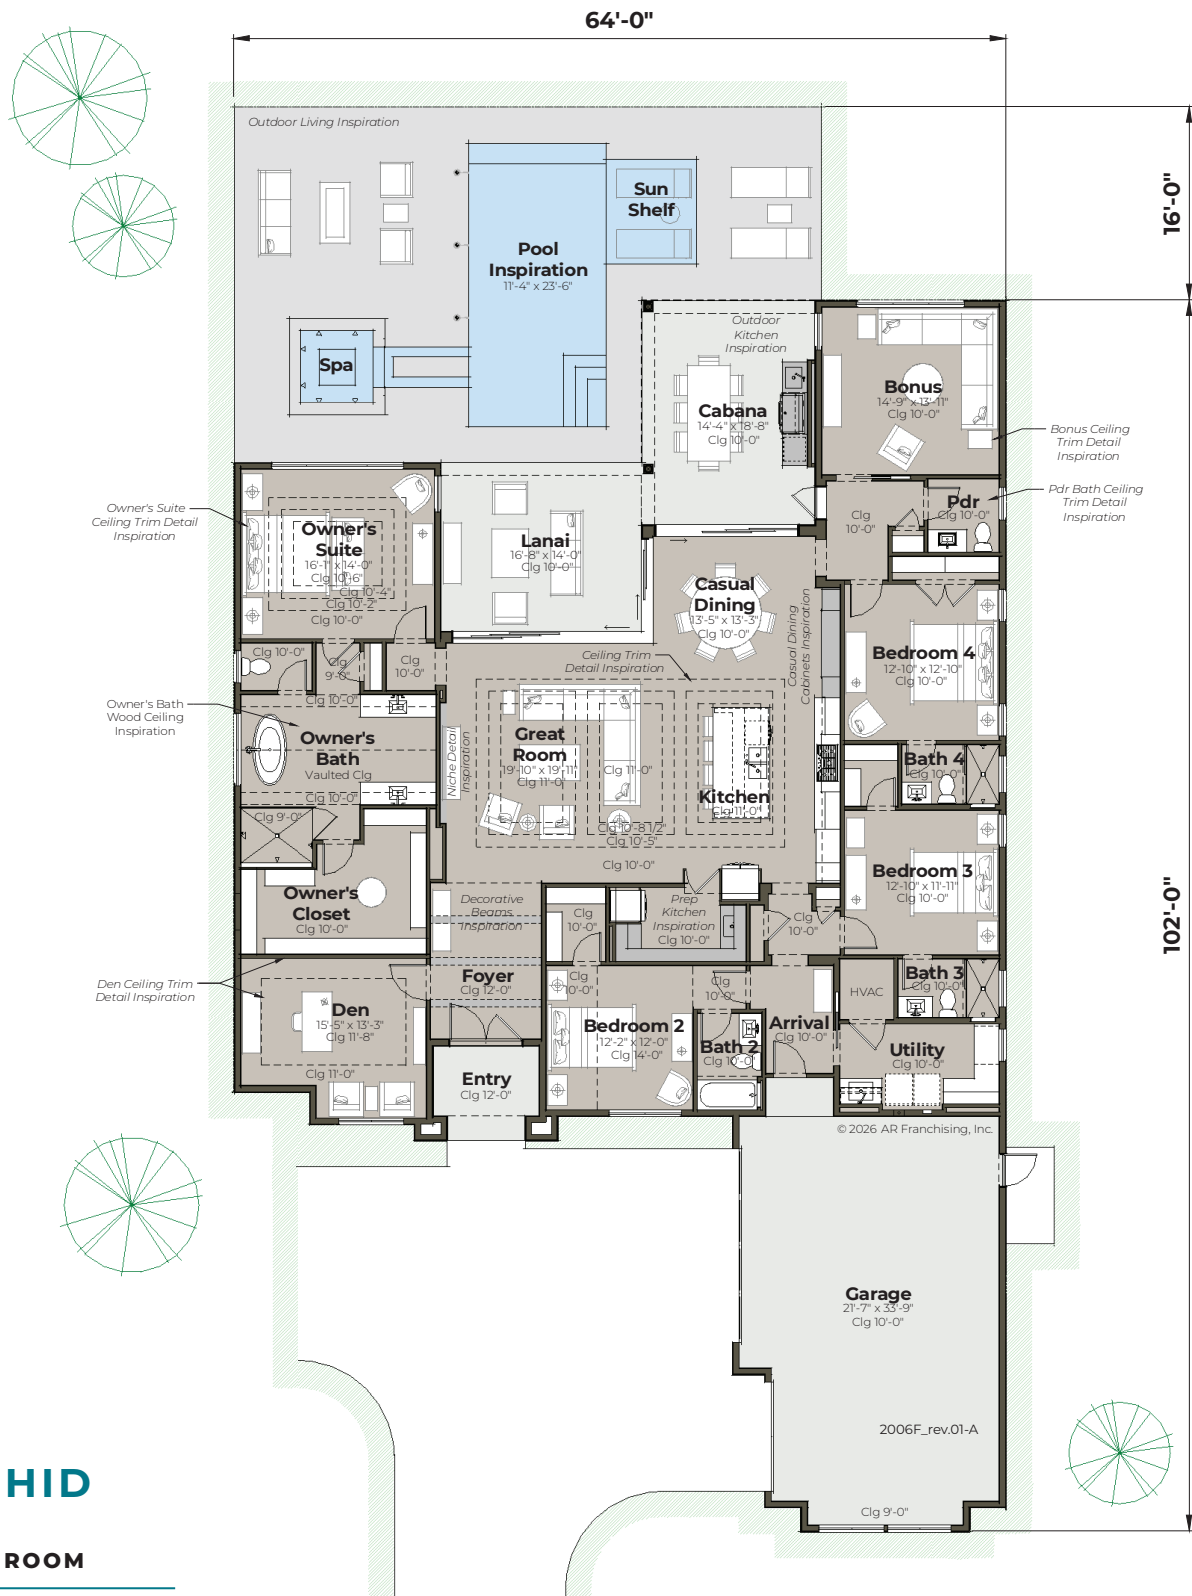 64'-0"
Outdoor Living Inspiration
16'-0"
Sun
Shelf
Pool
Inspiration
11'-4" x 23'-6"
Spa
Outdoor
Kitchen
Inspiration
Cabana
14'-4" x 18'-8"
Clg 10'-0"
Bonus
14'-9" x 13'-11"
Clg 10'-0"
Bonus Ceiling
Trim Detail
Inspiration
Pdr Bath Ceiling
Trim Detail
Inspiration
Pdr
Clg 10'-0"
Clg
10'-0"
Owner's Suite
Ceiling Trim Detail
Inspiration
Owner's
Suite
16'-1" x 14'-0"
Clg 10'-6"
Clg 10'-4"
Clg 10'-2"
Clg 10'-0"
Lanai
16'-8" x 14'-0"
Clg 10'-0"
Casual
Dining
13'-5" x 13'-3"
Clg 10'-0"
Casual Dining
Cabinets Inspiration
Ceiling Trim
Detail Inspiration
Bedroom 4
12'-10" x 12'-10"
Clg 10'-0"
Clg 10'-0"
Clg
9'-0"
Clg
10'-0"
Clg 10'-0"
Owner's Bath
Wood Ceiling
Inspiration
Owner's
Bath
Vaulted Clg
Clg 10'-0"
Niche Detail
Inspiration
Great
Room
19'-10" x 19'-11"
Clg 11'-0"
Clg 11'-0"
Kitchen
Clg 11'-0"
Clg 10'-8 1/2"
Clg 10'-5"
Clg 10'-0"
Bath 4
Clg 10'-0"
Clg 9'-0"
Owner's
Closet
Clg 10'-0"
Bedroom 3
12'-10" x 11'-11"
Clg 10'-0"
102'-0"
Decorative
Beams
Inspiration
Clg
10'-0"
Prep
Kitchen
Inspiration
Clg 10'-0"
Clg
10'-0"
Den Ceiling Trim
Detail Inspiration
Foyer
Clg 12'-0"
Den
15'-5" x 13'-3"
Clg 11'-8"
Clg 11'-0"
Clg
10'-0"
Bedroom 2
12'-2" x 12'-0"
Clg 14'-0"
Clg
10'-0"
Bath 2
Clg 10'-0"
Arrival
Clg 10'-0"
HVAC
Bath 3
Clg 10'-0"
Utility
Clg 10'-0"
Entry
Clg 12'-0"
© 2026 AR Franchising, Inc.
Garage
21'-7" x 33'-9"
Clg 10'-0"
2006F_rev.01-A
Clg 9'-0"
HID
ROOM